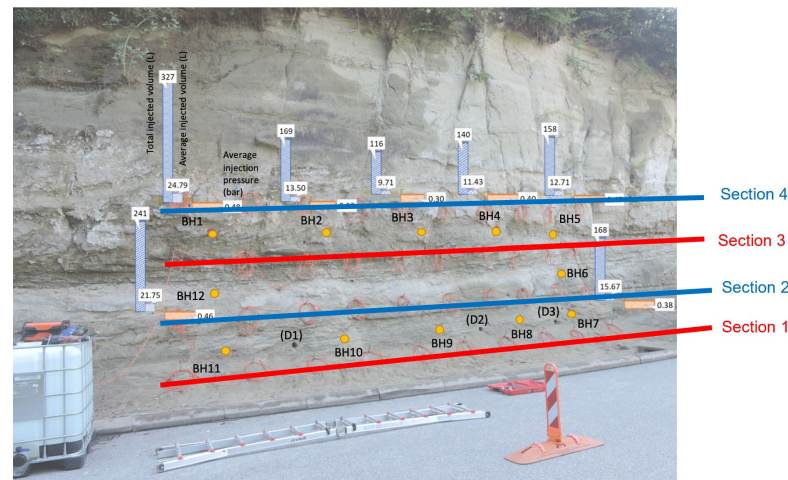 Total injected volume (L)
Average injected volume (L)
327
24.79
Average
injection
pressure
(bar)
169
13.50
116
9.71
0.30
140
11.43
0.40
158
12.71
Section 4
BH1
BH2
BH3
BH4
BH5
241
168
Section 3
BH6
21.75
BH12
15.67
Section 2
0.46
0.38
(D1)
(D2)
(D3)
BH7
BH8
BH9
BH10
BH11
Section 1